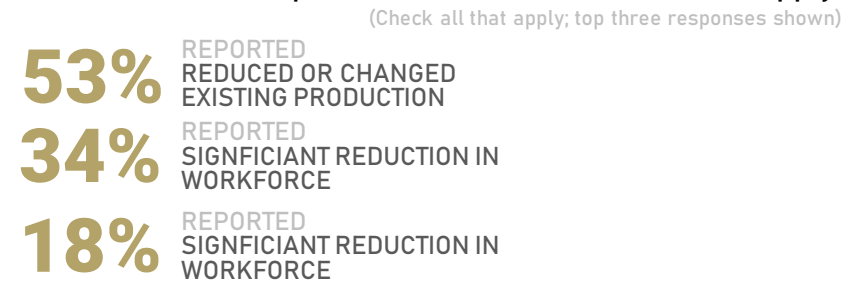 (Check all that apply; top three responses shown)
53% REPORTED
REDUCED OR CHANGED
EXISTING PRODUCTION
34% REPORTED
SIGNFICIANT REDUCTION IN
WORKFORCE
18% REPORTED
SIGNFICIANT REDUCTION IN
WORKFORCE